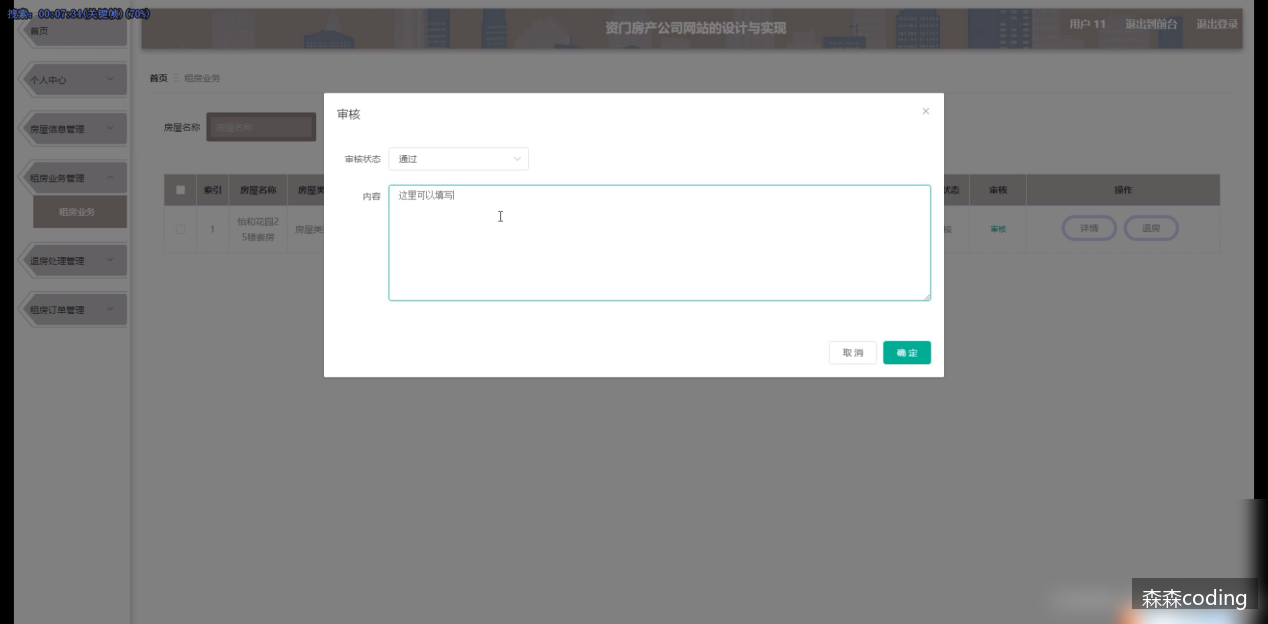 搜索: 00:07:34(关键帧)(70%)
首页
资门房产公司网站的设计与实现
用户 11
退出到前台
退出登录
个人中心
首页
租房业务
房屋信息管理
房屋名称
房屋名称
租房业务管理
租房业务
索引
房屋名称
房屋类
状态
审核
操作
1
怡和花园2
5楼套房
房屋类
审核
详情
退房
退房处理管理
租房订单管理
审核
×
审核状态
通过
内容
这里可以填写
取 消
确 定
森森coding